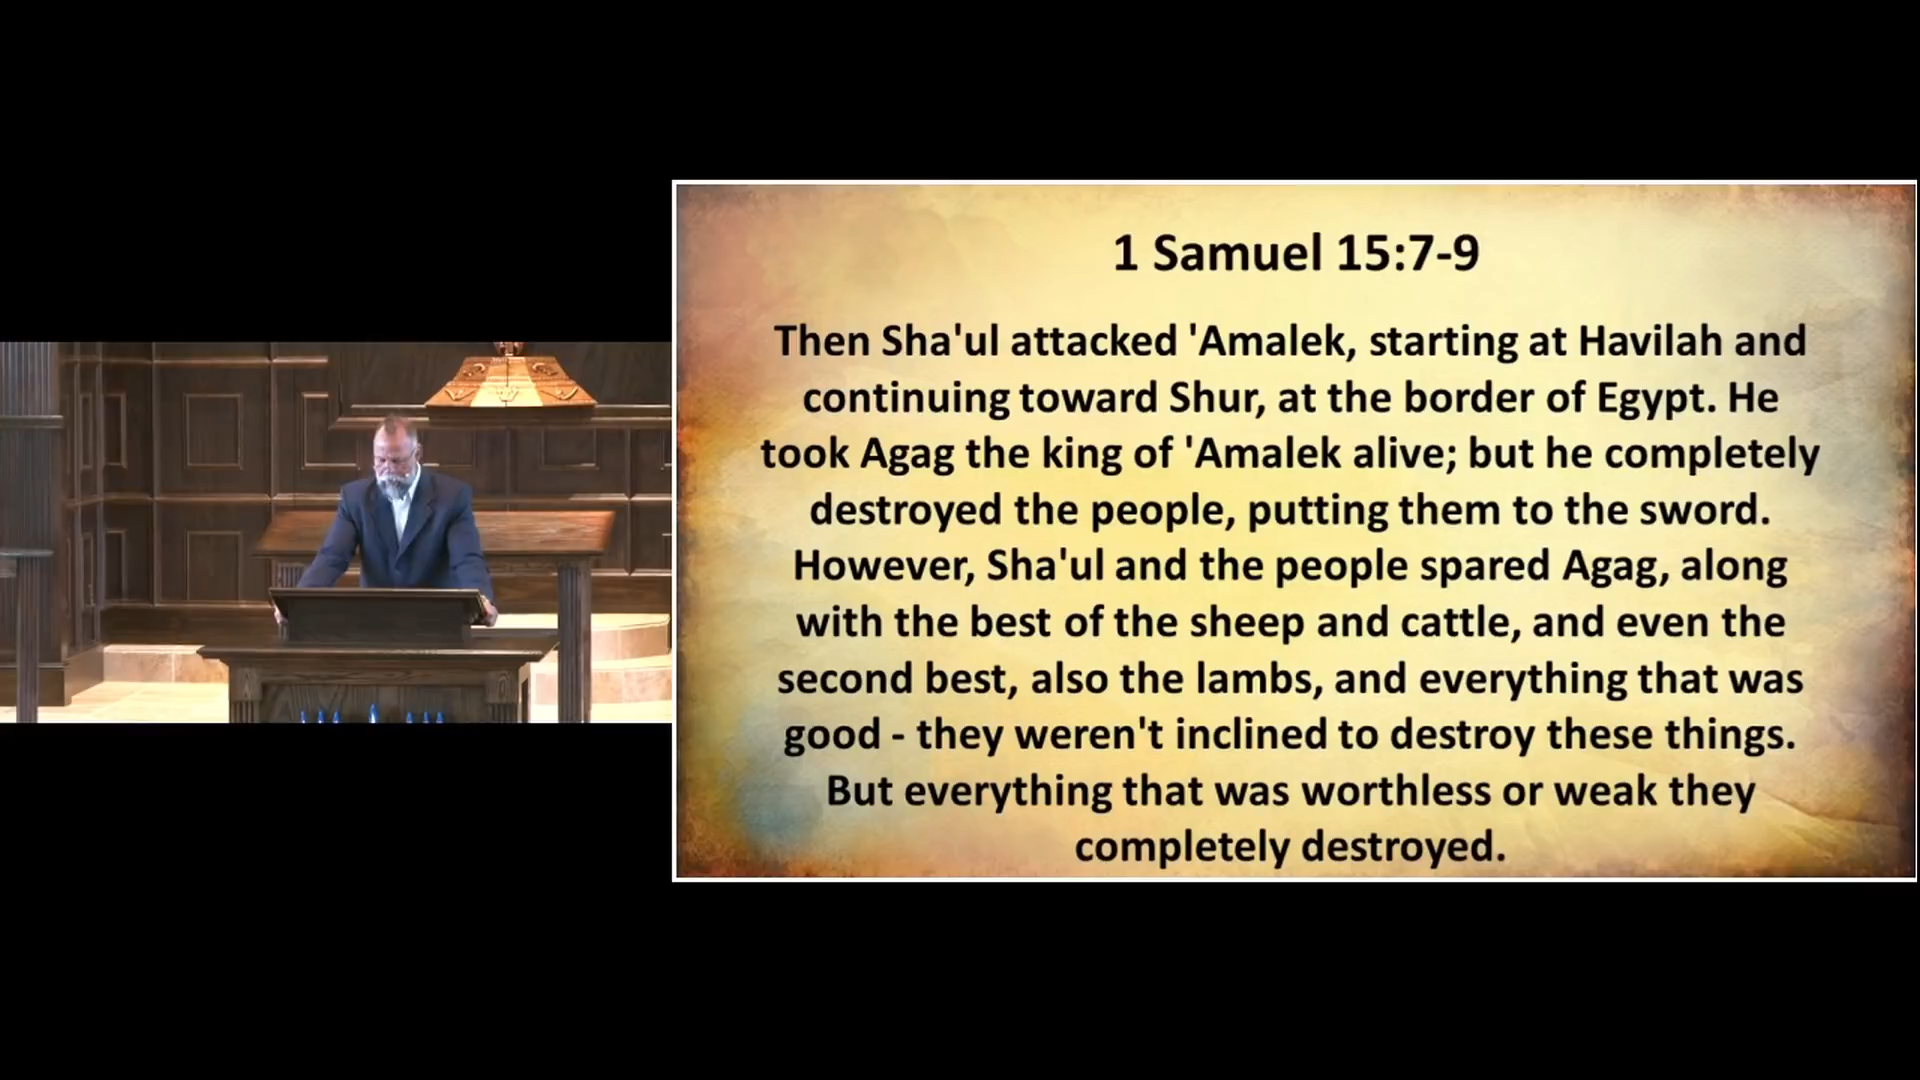 1 Samuel 15:7-9
Then Sha'ul attacked 'Amalek, starting at Havilah and
continuing toward Shur, at the border of Egypt. He
took Agag the king of 'Amalek alive; but he completely
destroyed the people, putting them to the sword.
However, Sha'ul and the people spared Agag, along
with the best of the sheep and cattle, and even the
second best, also the lambs, and everything that was
good - they weren't inclined to destroy these things.
But everything that was worthless or weak they
completely destroyed.